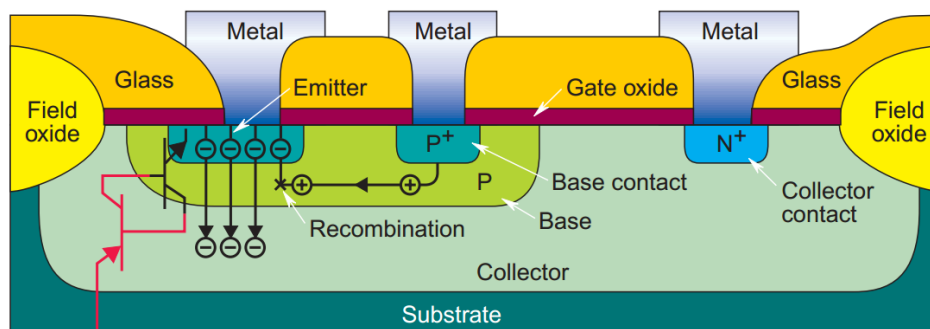 Metal
Metal
Metal
Glass
Emitter
Gate oxide
Glass
Field
oxide
Field
oxide
P+
N+
P
Base contact
Collector
contact
Recombination
Base
Collector
Substrate